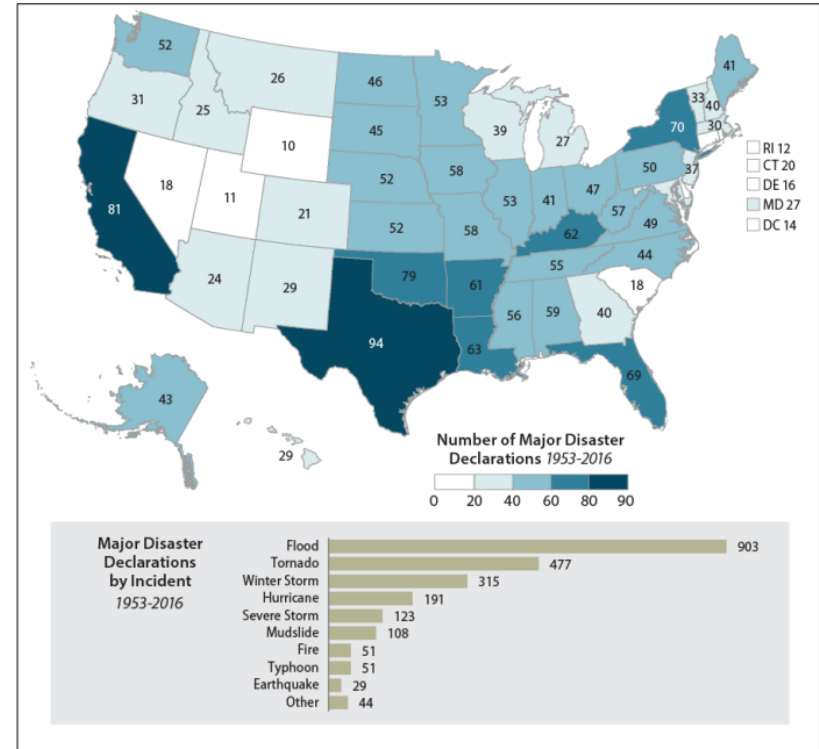 52
41
26
46
53
33
40
31
25
39
27
70
30
45
10
50
37
RI 12
CT 20
DE 16
MD 27
DC 14
52
58
18
11
53
41
47
57
49
81
21
52
58
62
44
55
24
29
79
61
18
56
59
40
94
63
69
43
29
Number of Major Disaster
Declarations 1953-2016
0 20 40 60 80 90
Major Disaster
Declarations
by Incident
1953-2016
Flood 903
Tornado 477
Winter Storm 315
Hurricane 191
Severe Storm 123
Mudslide 108
Fire 51
Typhoon 51
Earthquake 29
Other 44